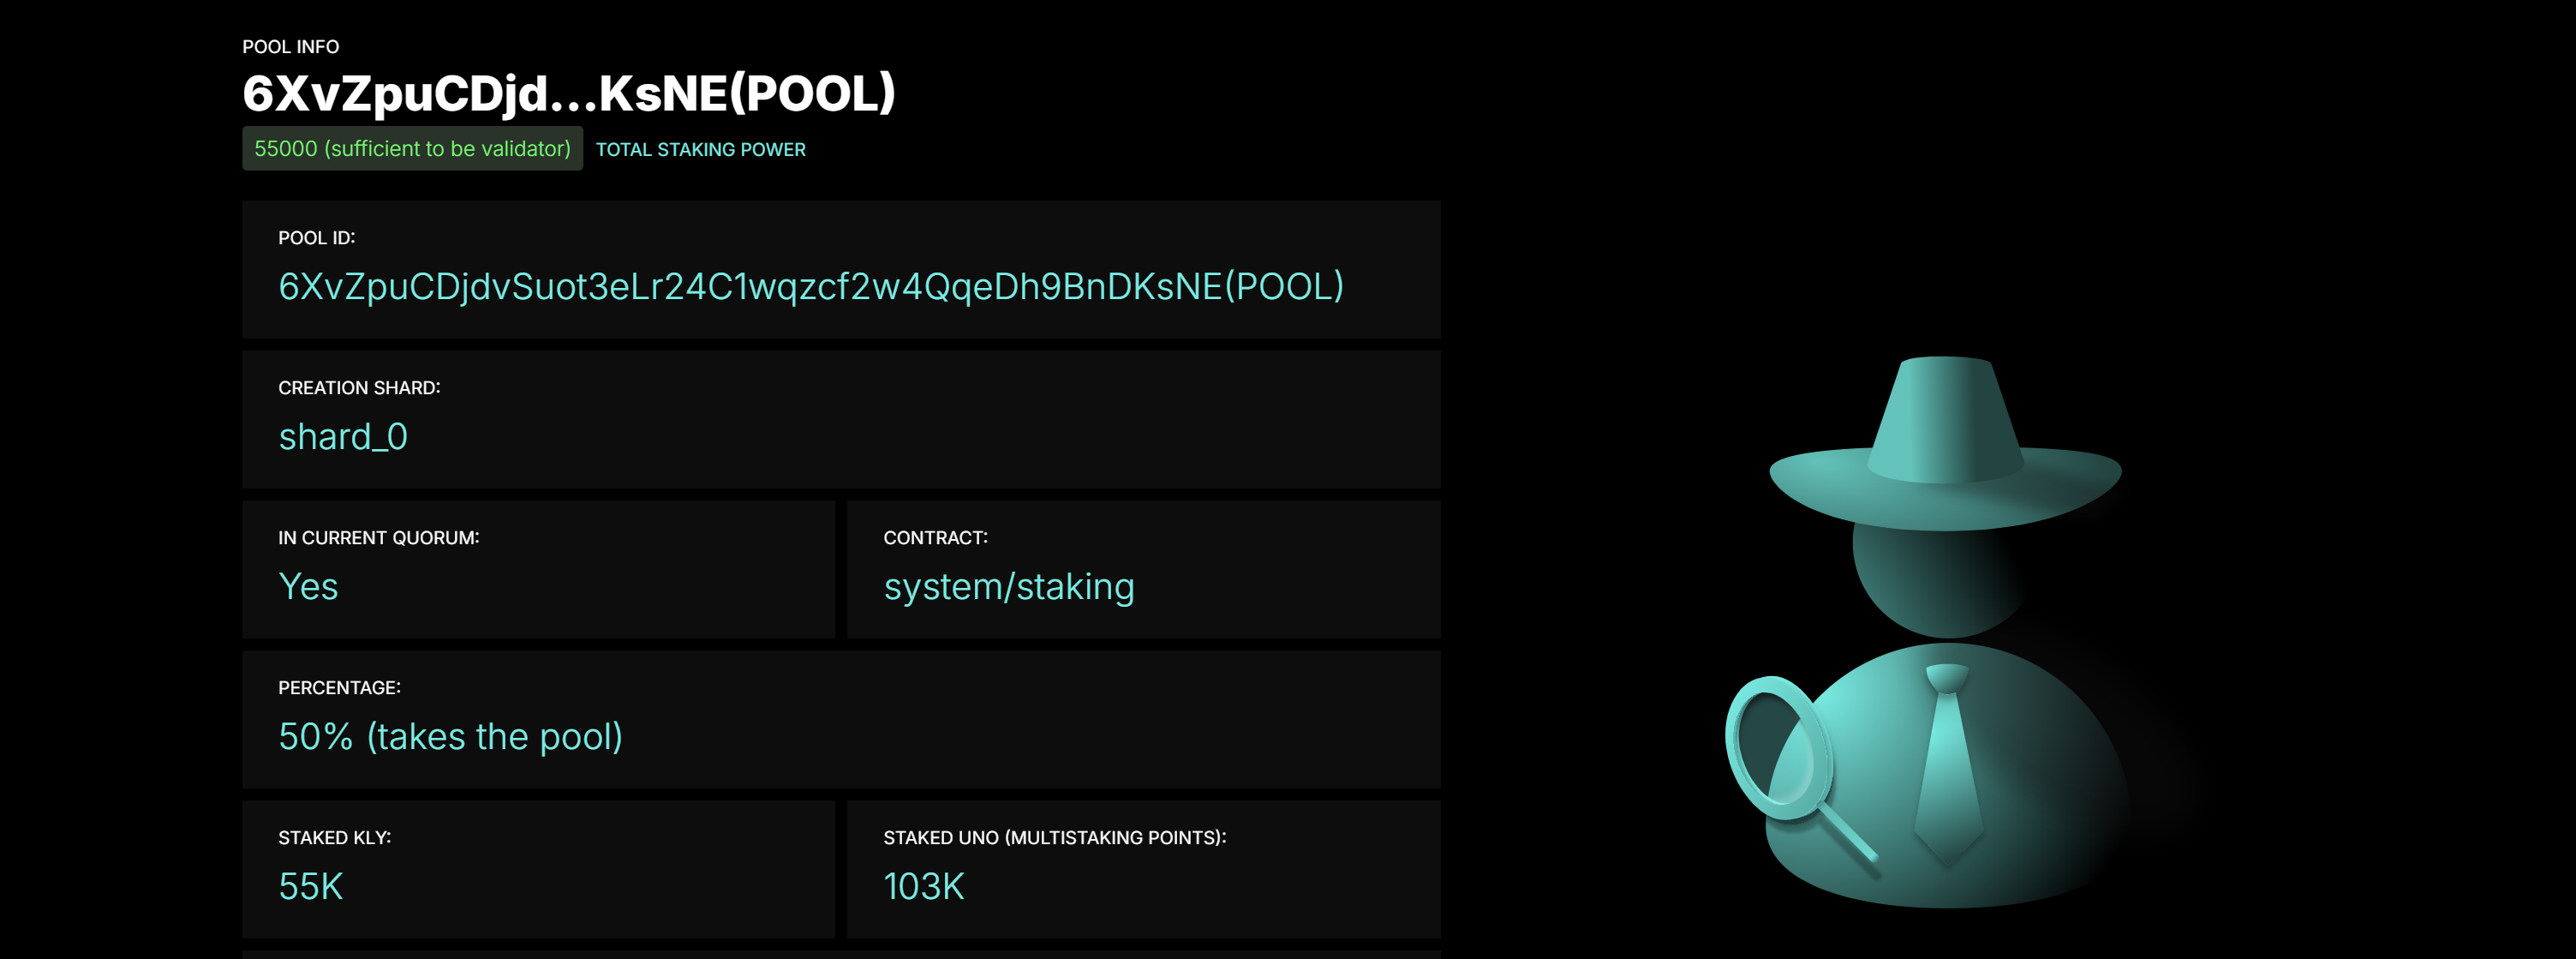 POOL INFO
6XvZpuCDjd...KsNE(POOL)
55000 (sufficient to be validator) TOTAL STAKING POWER
POOL ID:
6XvZpuCDjdvSuot3eLr24C1wqzcf2w4QqeDh9BnDKsNE(POOL)
CREATION SHARD:
shard_0
IN CURRENT QUORUM:
Yes
CONTRACT:
system/staking
PERCENTAGE:
50% (takes the pool)
STAKED KLY:
55K
STAKED UNO (MULTISTAKING POINTS):
103K